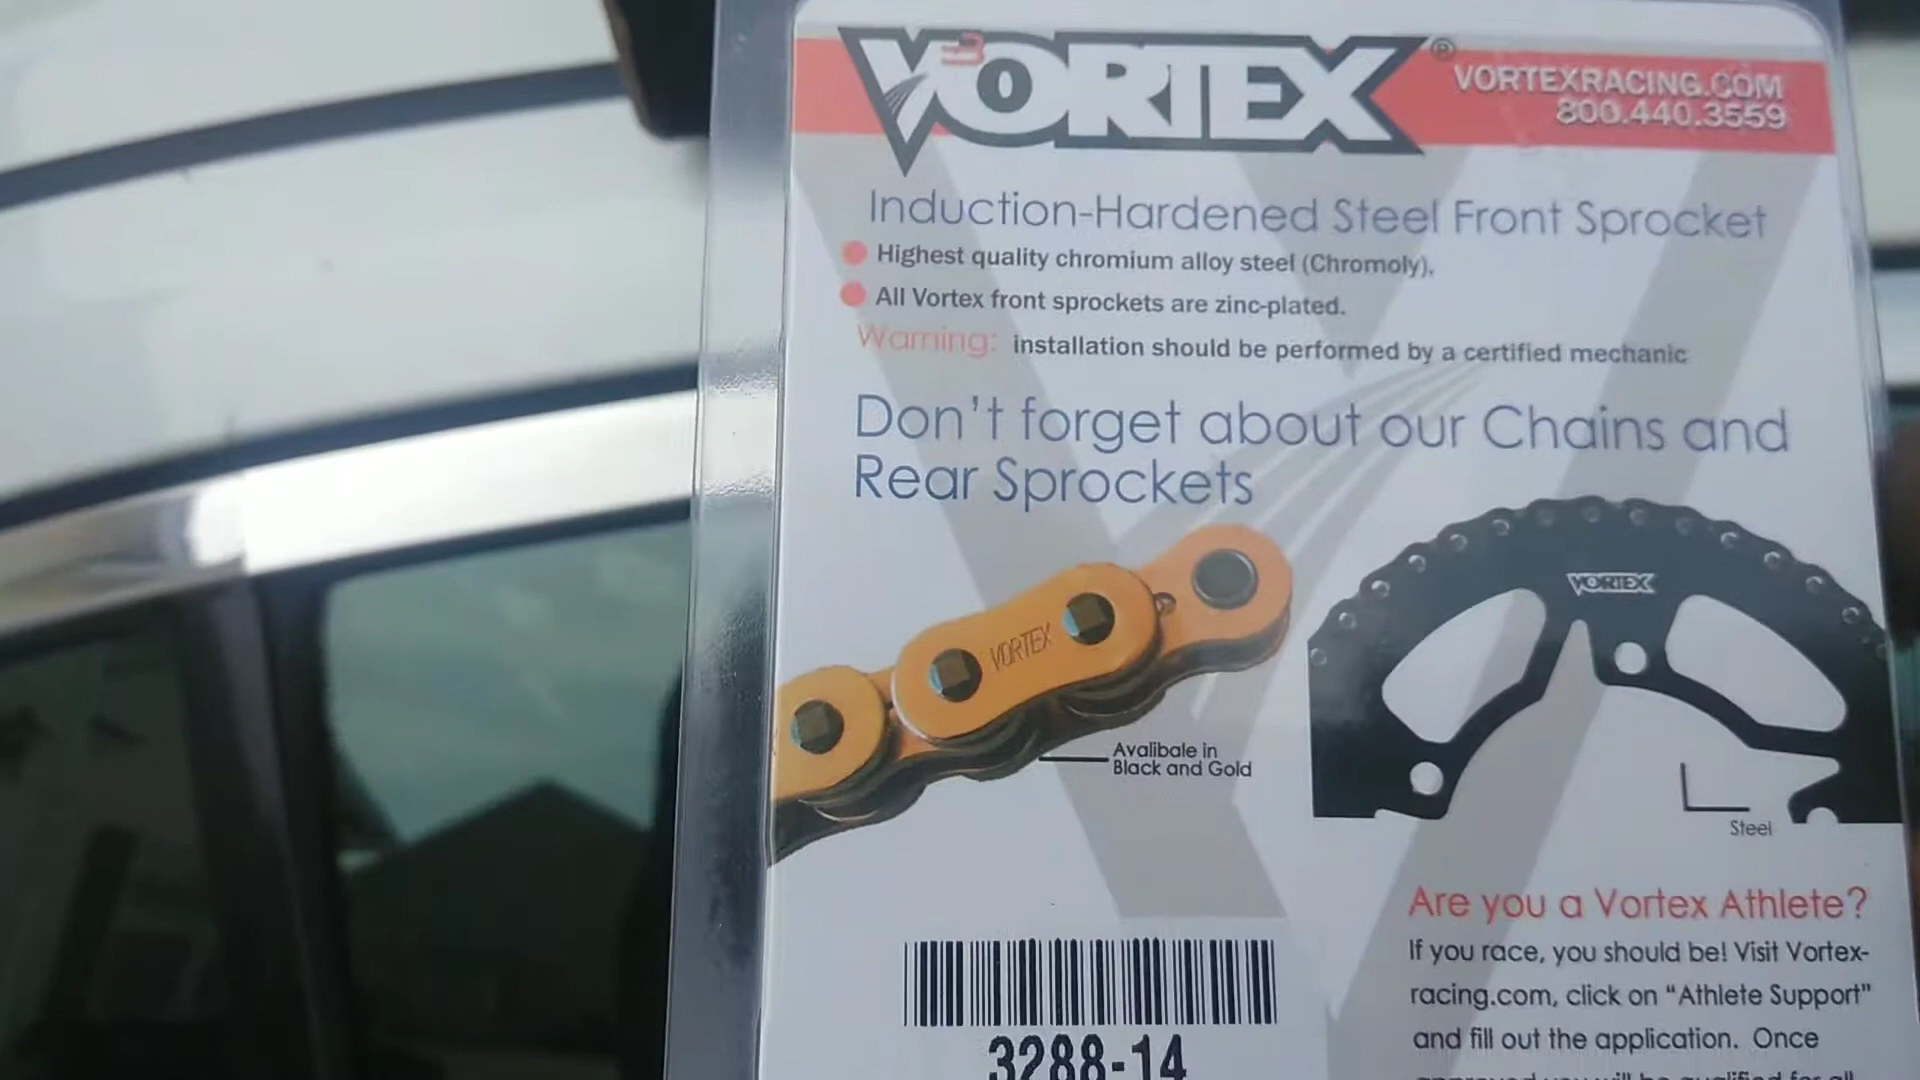 VORTEX®
VORTEXRACING.COM
800.440.3559
Induction-Hardened Steel Front Sprocket
Highest quality chromium alloy steel (Chromoly).
All Vortex front sprockets are zinc-plated.
Warning: installation should be performed by a certified mechanic
Don't forget about our Chains and
Rear Sprockets
VORTEX
VORTEX
Avalibale in
Black and Gold
Steel
3288-14
Are you a Vortex Athlete?
If you race, you should be! Visit Vortex-
racing.com, click on “Athlete Support”
and fill out the application. Once